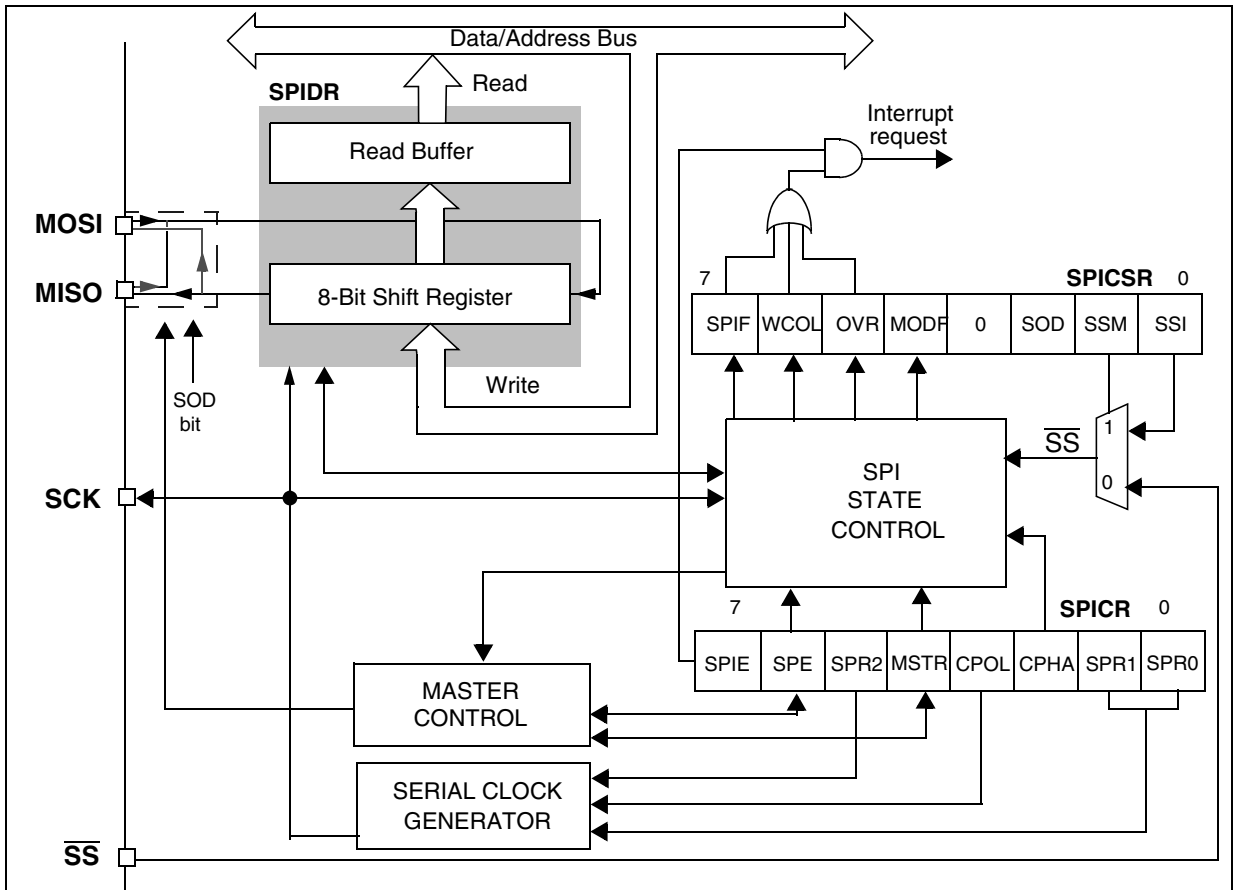 Data/Address Bus
SPIDR
Read
Read Buffer
Interrupt
request
MOSI
MISO
8-Bit Shift Register
7
SPICSR
0
SPIF
WCOL
OVR
MODF
0
SOD
SSM
SSI
SOD
bit
Write
1
0
SS
SCK
SPI
STATE
CONTROL
7
SPICR
0
SPIE
SPE
SPR2
MSTR
CPOL
CPHA
SPR1
SPR0
MASTER
CONTROL
SERIAL CLOCK
GENERATOR
SS